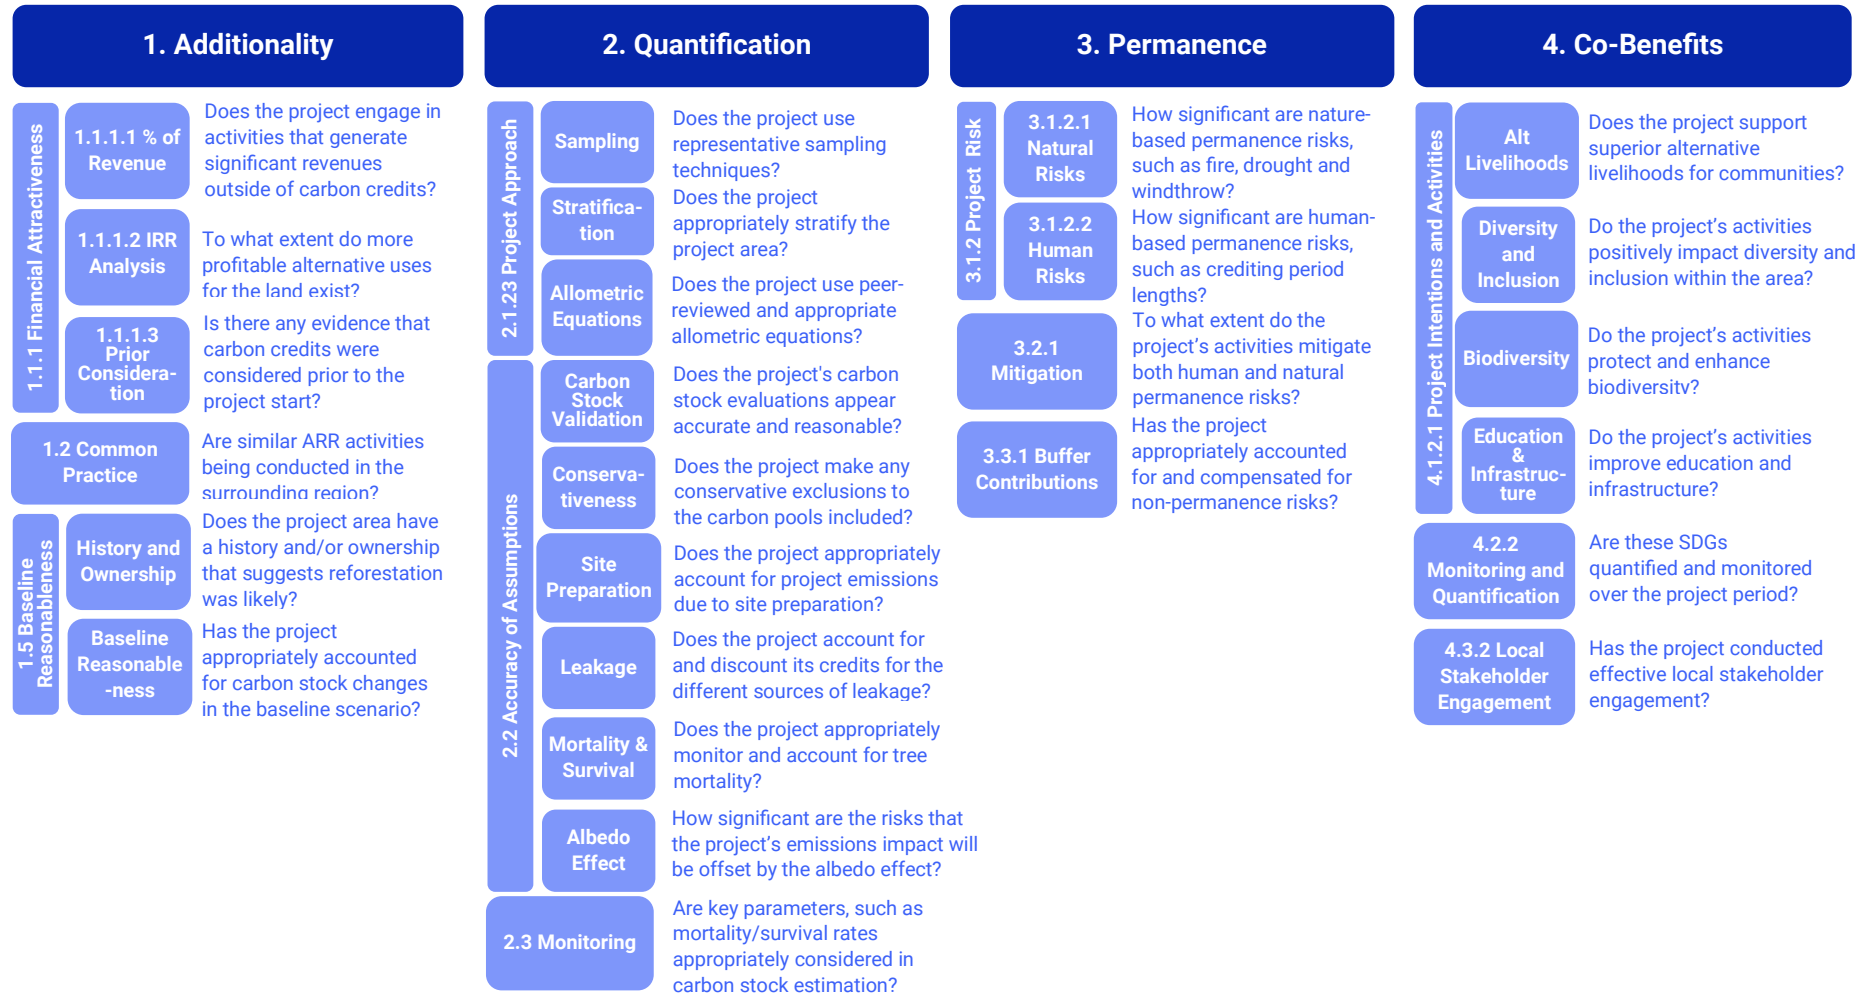 1. Additionality
1.1.1 Financial Attractiveness
1.1.1.1 % of
Revenue
Does the project engage in
activities that generate
significant revenues
outside of carbon credits?
1.1.1.2 IRR
Analysis
To what extent do more
profitable alternative uses
for the land exist?
1.1.1.3
Prior
Considera-
tion
Is there any evidence that
carbon credits were
considered prior to the
project start?
1.2 Common
Practice
Are similar ARR activities
being conducted in the
surrounding region?
1.5 Baseline
Reasonableness
History and
Ownership
Does the project area have
a history and/or ownership
that suggests reforestation
was likely?
Baseline
Reasonable
-ness
Has the project
appropriately accounted
for carbon stock changes
in the baseline scenario?
2. Quantification
2.1.23 Project Approach
Sampling
Does the project use
representative sampling
techniques?
Stratifica-
tion
Does the project
appropriately stratify the
project area?
Allometric
Equations
Does the project use peer-
reviewed and appropriate
allometric equations?
2.2 Accuracy of Assumptions
Carbon
Stock
Validation
Does the project's carbon
stock evaluations appear
accurate and reasonable?
Conserva-
tiveness
Does the project make any
conservative exclusions to
the carbon pools included?
Site
Preparation
Does the project appropriately
account for project emissions
due to site preparation?
Leakage
Does the project account for
and discount its credits for the
different sources of leakage?
Mortality &
Survival
Does the project appropriately
monitor and account for tree
mortality?
Albedo
Effect
How significant are the risks that
the project’s emissions impact will
be offset by the albedo effect?
2.3 Monitoring
Are key parameters, such as
mortality/survival rates
appropriately considered in
carbon stock estimation?
3. Permanence
3.1.2 Project Risk
3.1.2.1
Natural
Risks
How significant are nature-
based permanence risks,
such as fire, drought and
windthrow?
3.1.2.2
Human
Risks
How significant are human-
based permanence risks,
such as crediting period
lengths?
3.2.1
Mitigation
To what extent do the
project’s activities mitigate
both human and natural
permanence risks?
3.3.1 Buffer
Contributions
Has the project
appropriately accounted
for and compensated for
non-permanence risks?
4. Co-Benefits
4.1.2.1 Project Intentions and Activities
Alt
Livelihoods
Does the project support
superior alternative
livelihoods for communities?
Diversity
and
Inclusion
Do the project’s activities
positively impact diversity and
inclusion within the area?
Biodiversity
Do the project’s activities
protect and enhance
biodiversity?
Education
&
Infrastruc-
ture
Do the project’s activities
improve education and
infrastructure?
4.2.2
Monitoring and
Quantification
Are these SDGs
quantified and monitored
over the project period?
4.3.2 Local
Stakeholder
Engagement
Has the project conducted
effective local stakeholder
engagement?